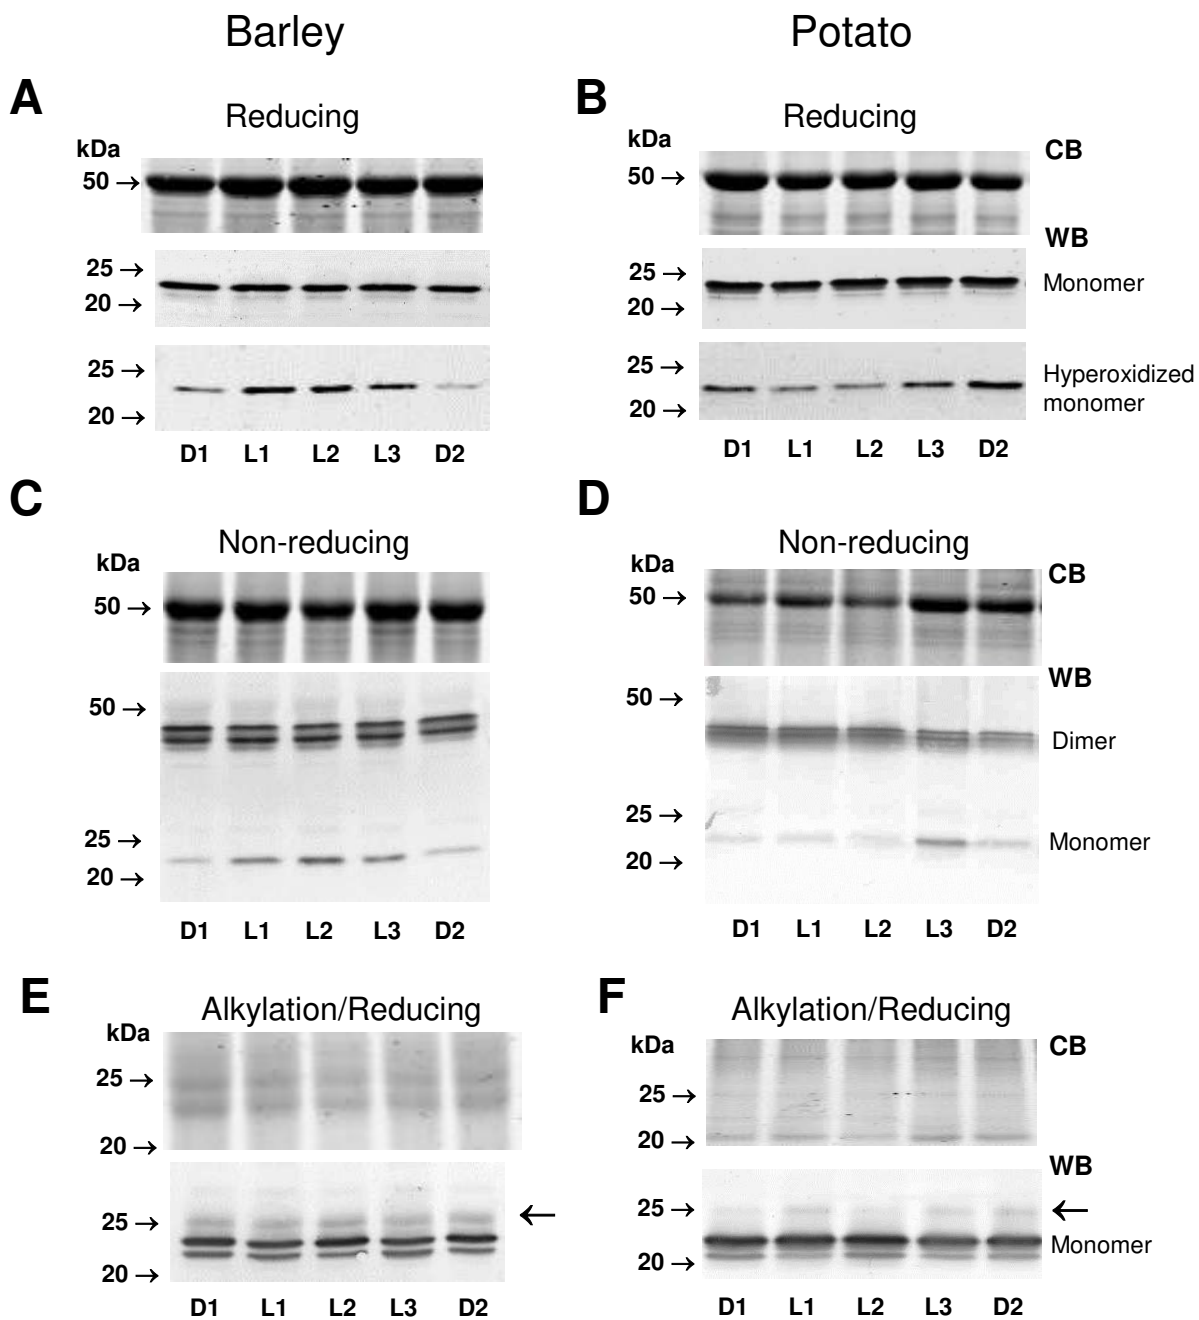 Barley
Potato
A
Reducing
kDa
50 →
25 →
20 →
25 →
20 →
D1 L1 L2 L3 D2
B
Reducing
kDa
CB
50 →
WB
25 →
Monomer
20 →
25 →
Hyperoxidized
monomer
20 →
D1 L1 L2 L3 D2
C
Non-reducing
kDa
50 →
50 →
25 →
20 →
D1 L1 L2 L3 D2
D
Non-reducing
kDa
CB
50 →
WB
50 →
Dimer
25 →
Monomer
20 →
D1 L1 L2 L3 D2
E
Alkylation/Reducing
kDa
25 →
20 →
←
25 →
20 →
D1 L1 L2 L3 D2
F
Alkylation/Reducing
kDa
CB
25 →
20 →
WB
25 → ←
Monomer
20 →
D1 L1 L2 L3 D2